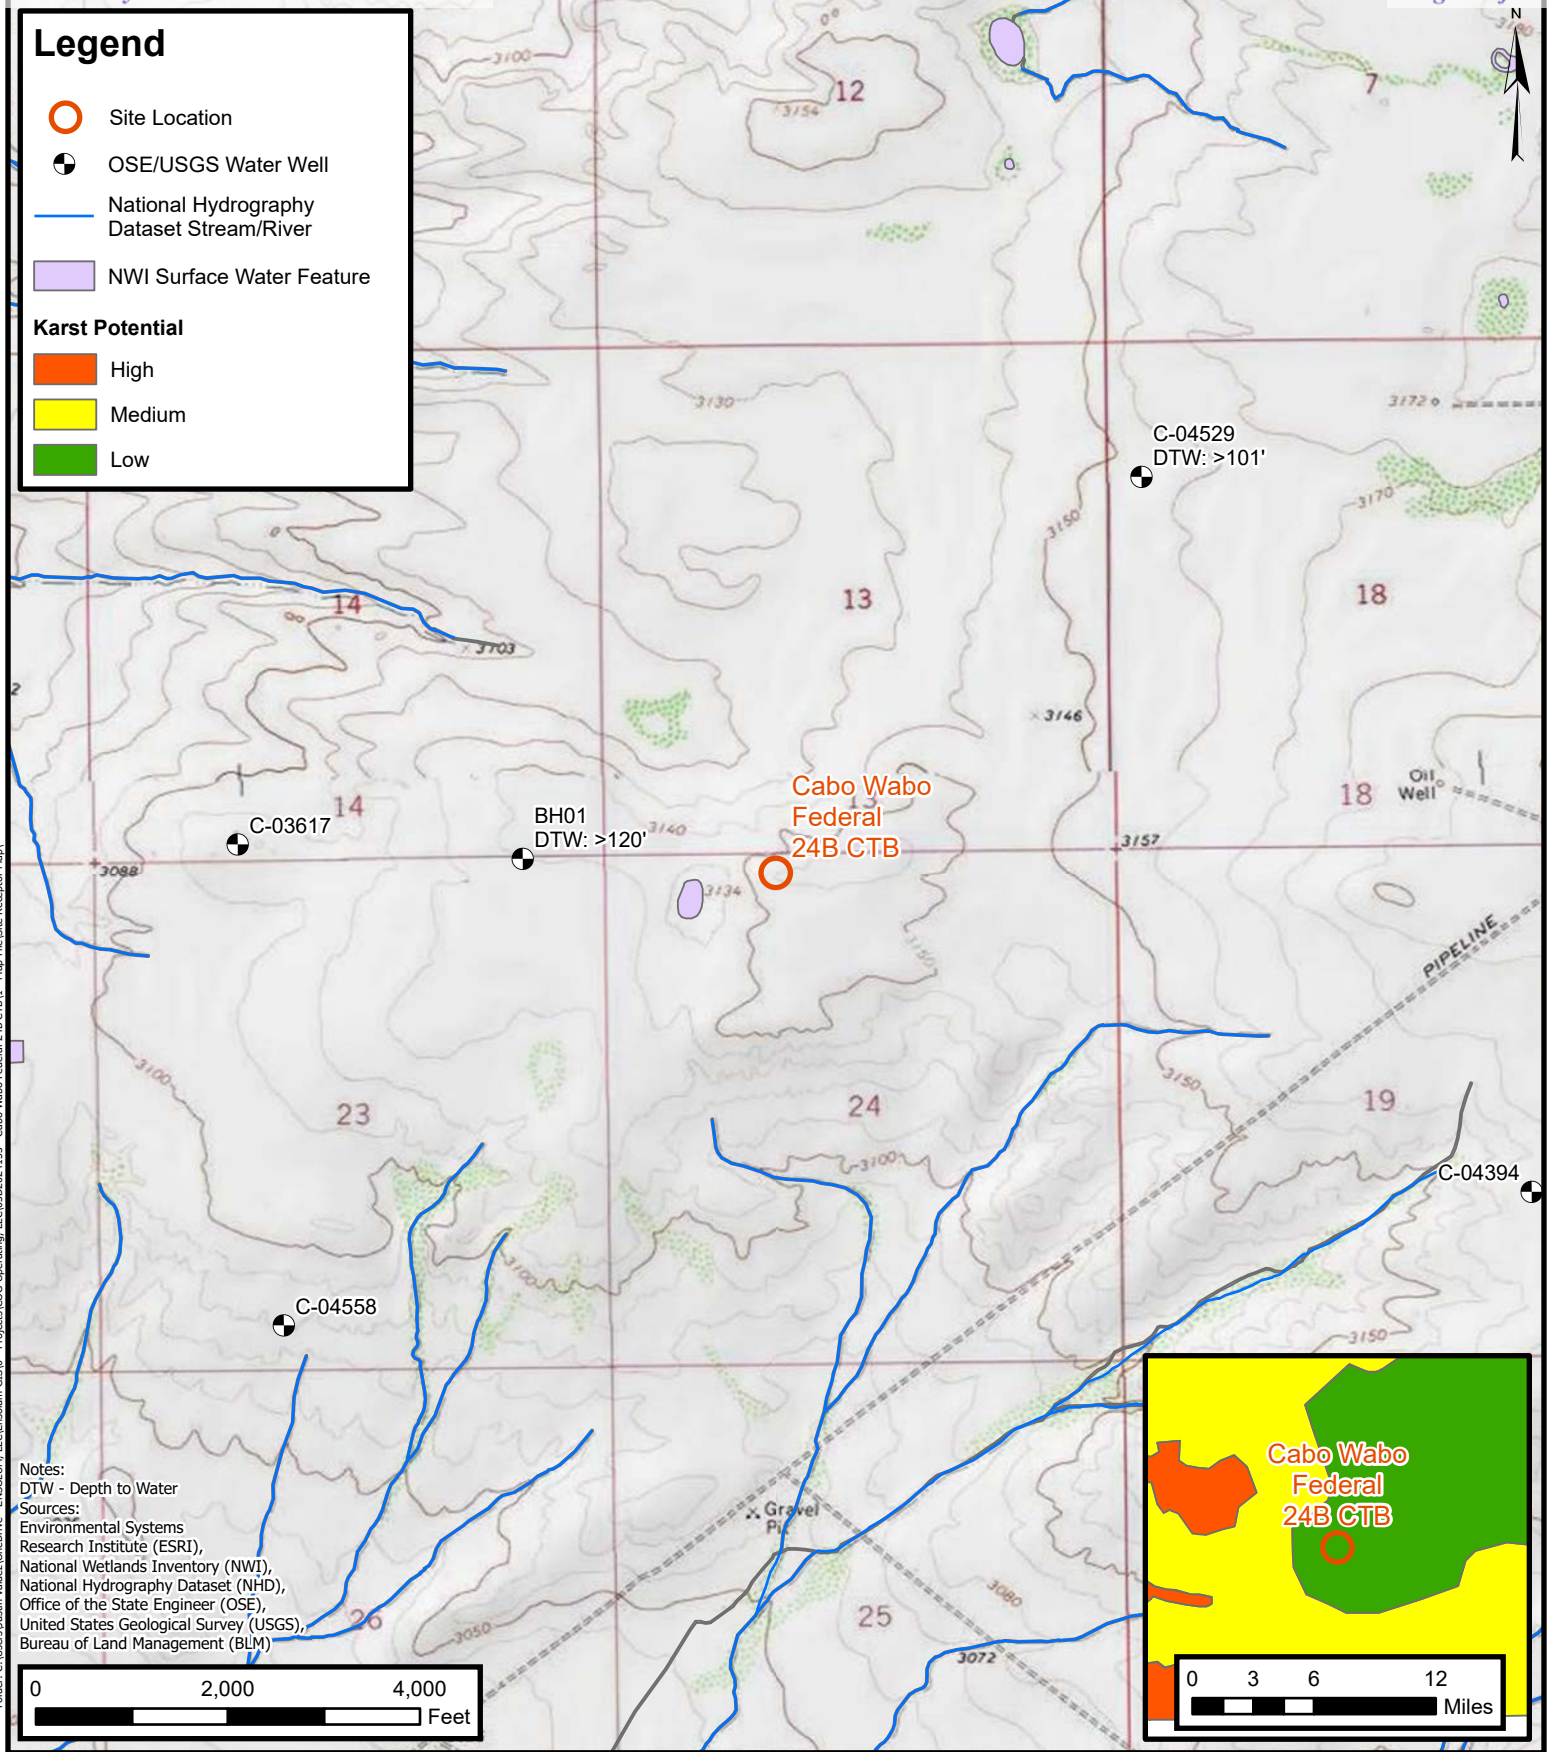 Legend
Site Location
OSE/USGS Water Well
National Hydrography
Dataset Stream/River
NWI Surface Water Feature
Karst Potential
High
Medium
Low
N
3100
12
3154
7
3130
3172
C-04529
DTW: >101'
3170
3150
14
13
18
3703
3146
Cabo Wabo
Federal
24B CTB
13
Oil
Well
18
14
C-03617
BH01
DTW: >120'
3140
3157
3088
3134
3150
PIPELINE
3100
3150
23
24
19
3100
C-04394
3100
C-04558
3150
Cabo Wabo
Federal
24B CTB
Gravel
Pi
Notes:
DTW - Depth to Water
Sources:
Environmental Systems
Research Institute (ESRI),
National Wetlands Inventory (NWI),
National Hydrography Dataset (NHD),
Office of the State Engineer (OSE),
United States Geological Survey (USGS),
Bureau of Land Management (BLM)
26
3050
25
3080
3072
0 2,000 4,000
Feet
0 3 6 12
Miles